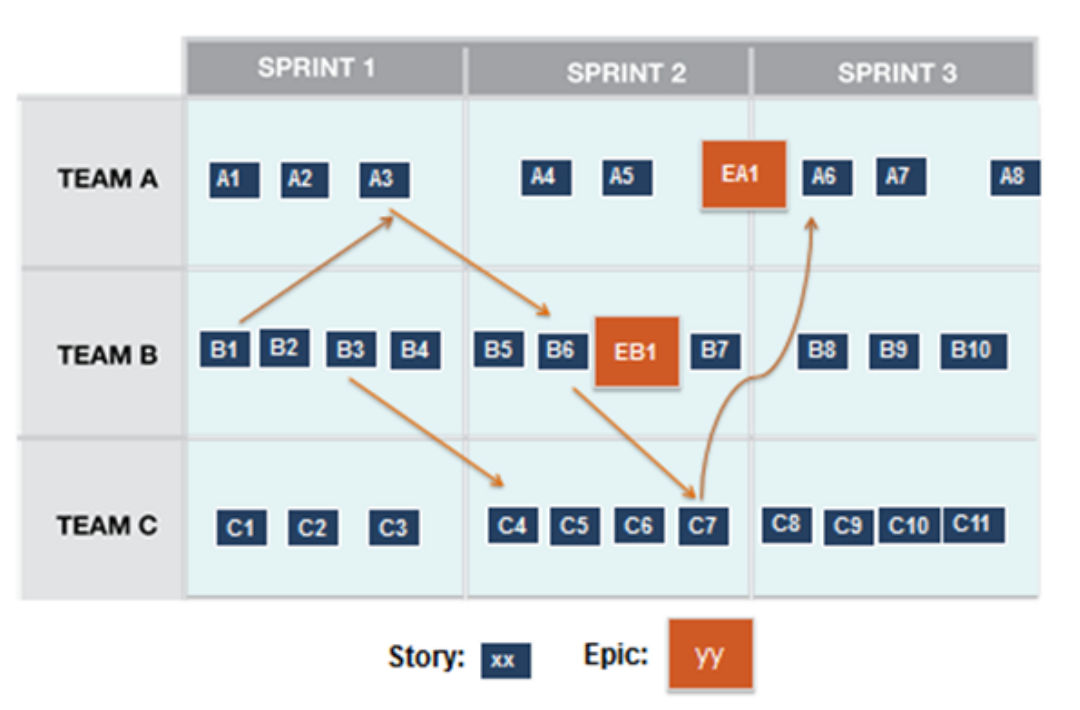 SPRINT 1 SPRINT 2 SPRINT 3
TEAM A A1 A2 A3 A4 A5 EA1 A6 A7 A8
TEAM B B1 B2 B3 B4 B5 B6 EB1 B7 B8 B9 B10
TEAM C C1 C2 C3 C4 C5 C6 C7 C8 C9 C10 C11
Story: xx Epic: yy